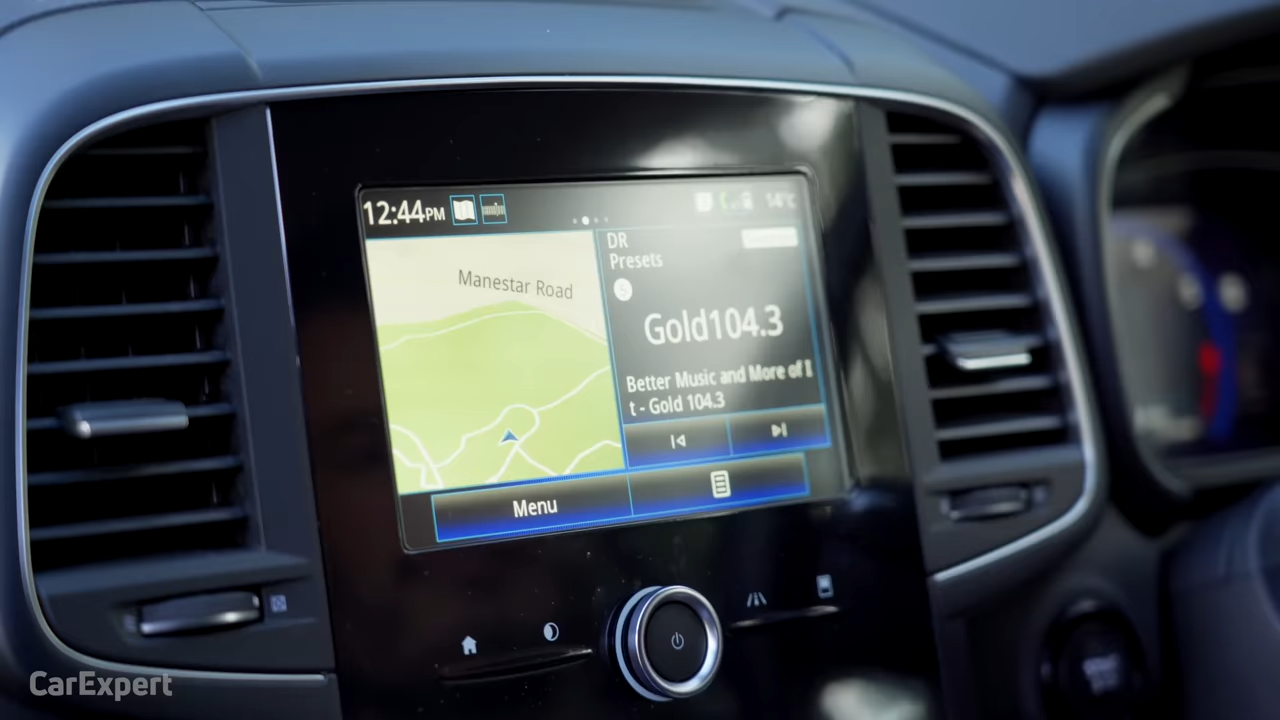 12:44PM
14°C
Manestar Road
DR
Presets
Gold104.3
Better Music and More of I
t - Gold 104.3
Menu
CarExpert